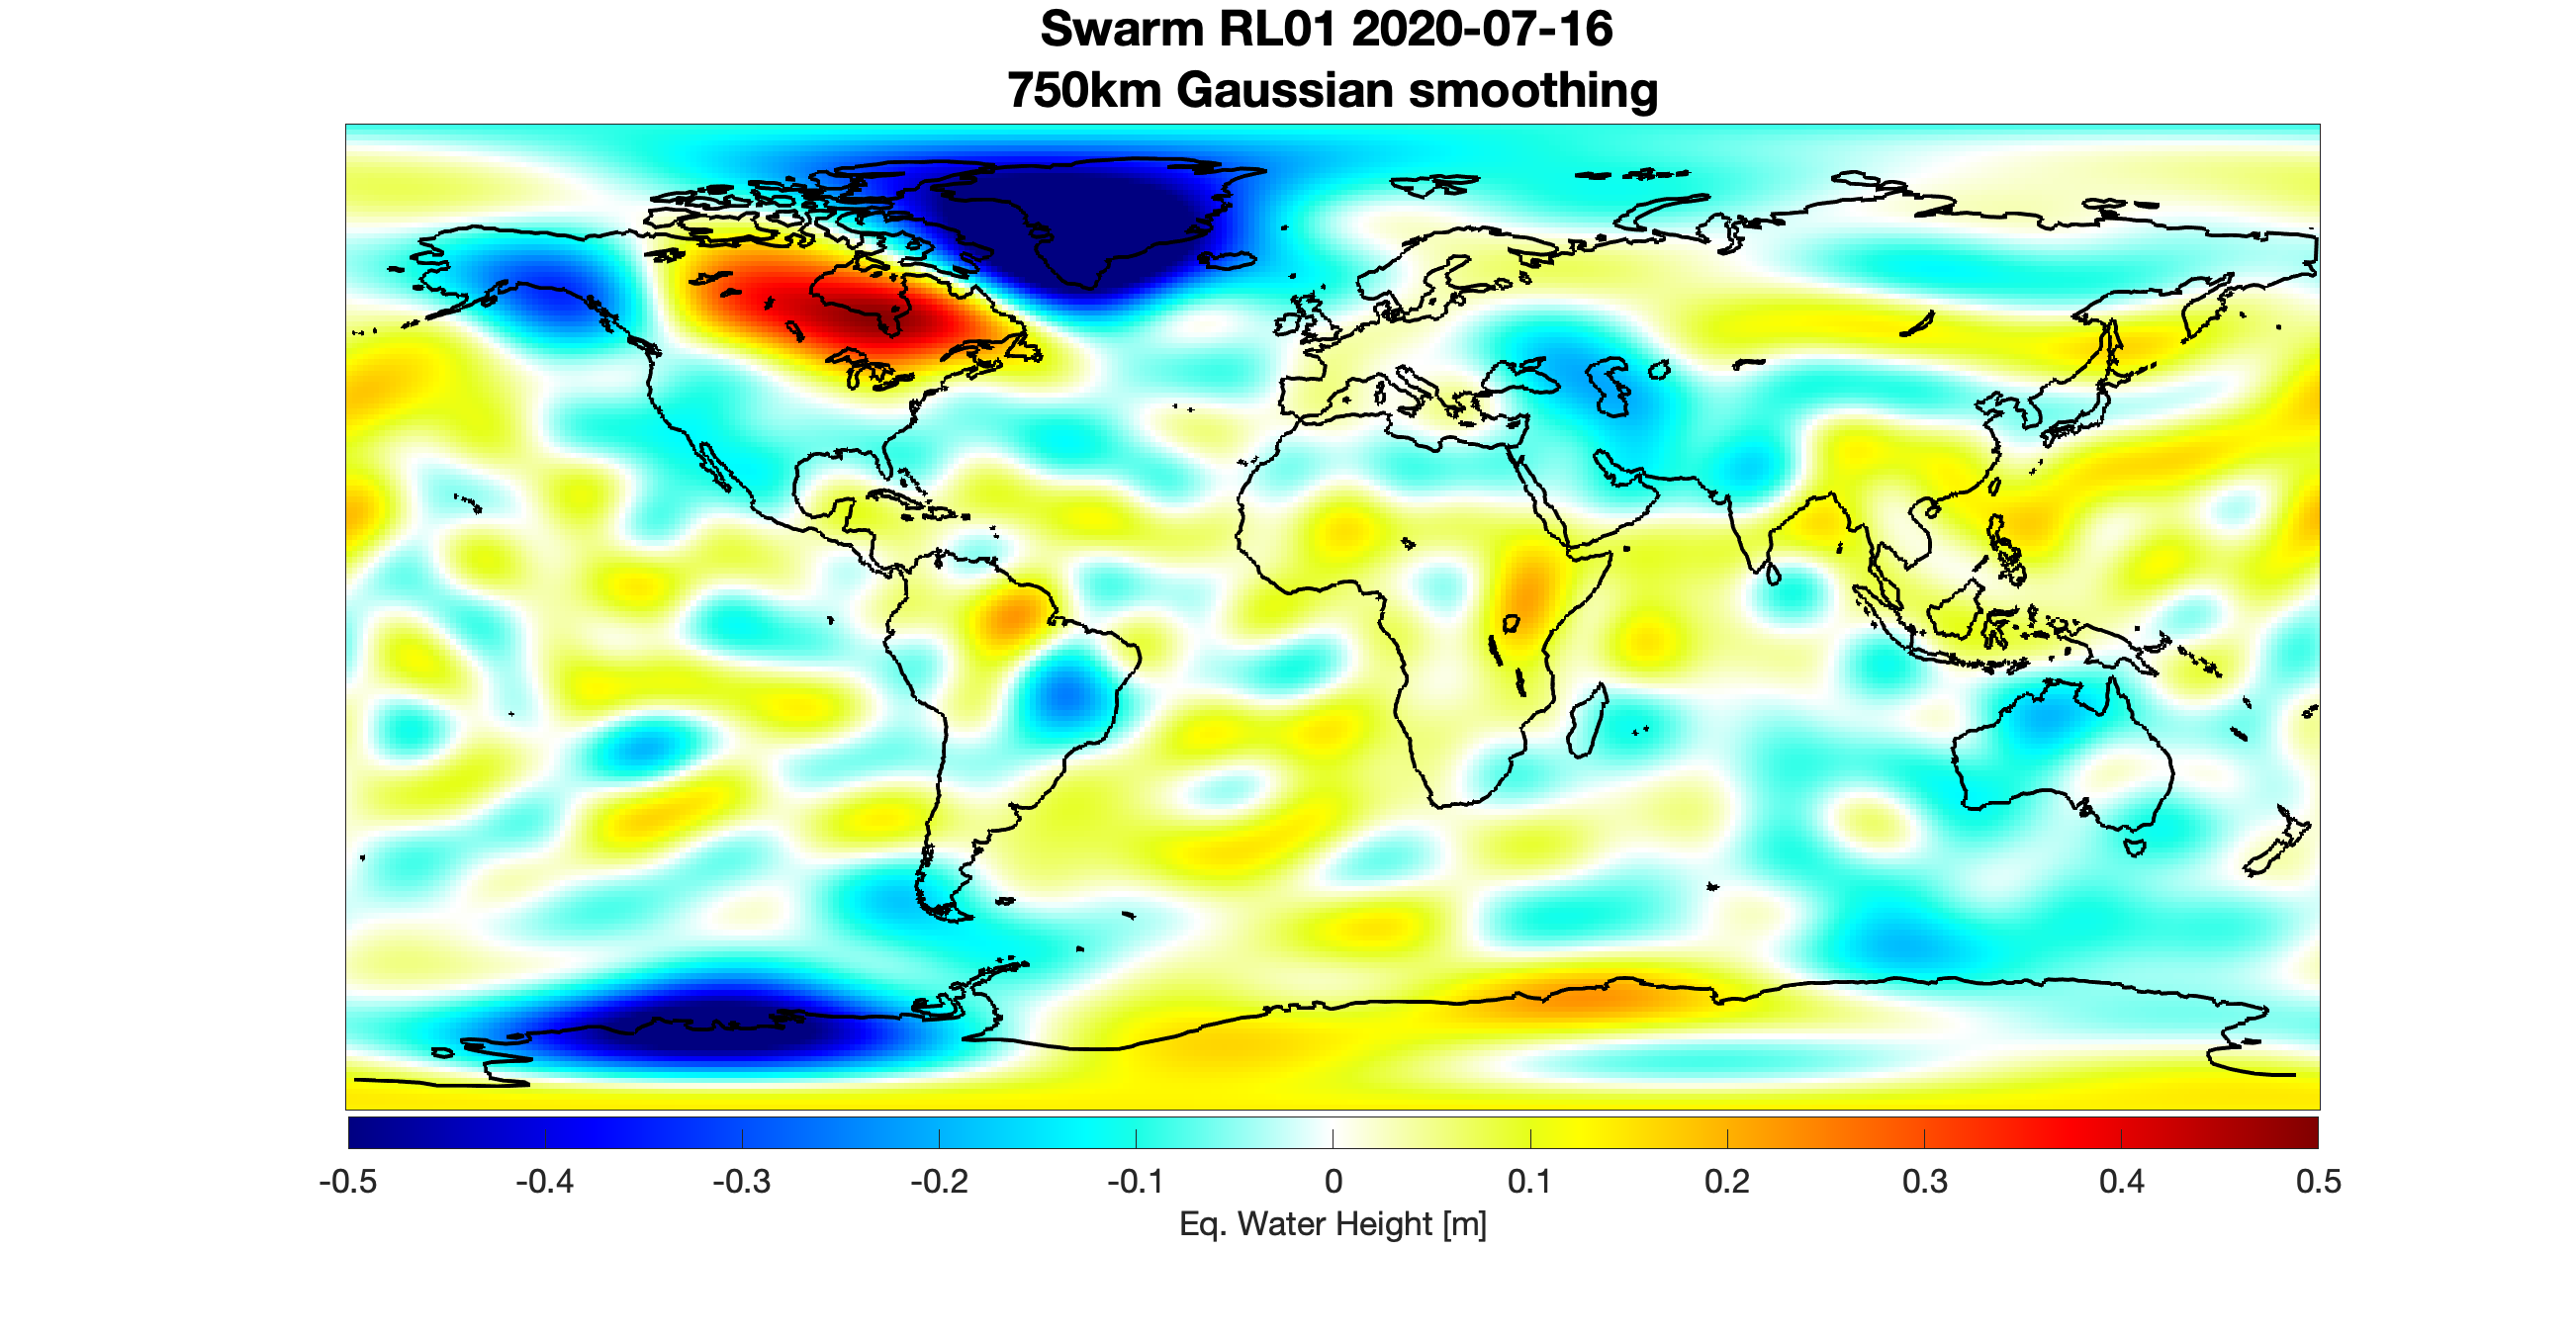 Swarm RL01 2020-07-16
750km Gaussian smoothing
-0.5 -0.4 -0.3 -0.2 -0.1 0 0.1 0.2 0.3 0.4 0.5
Eq. Water Height [m]